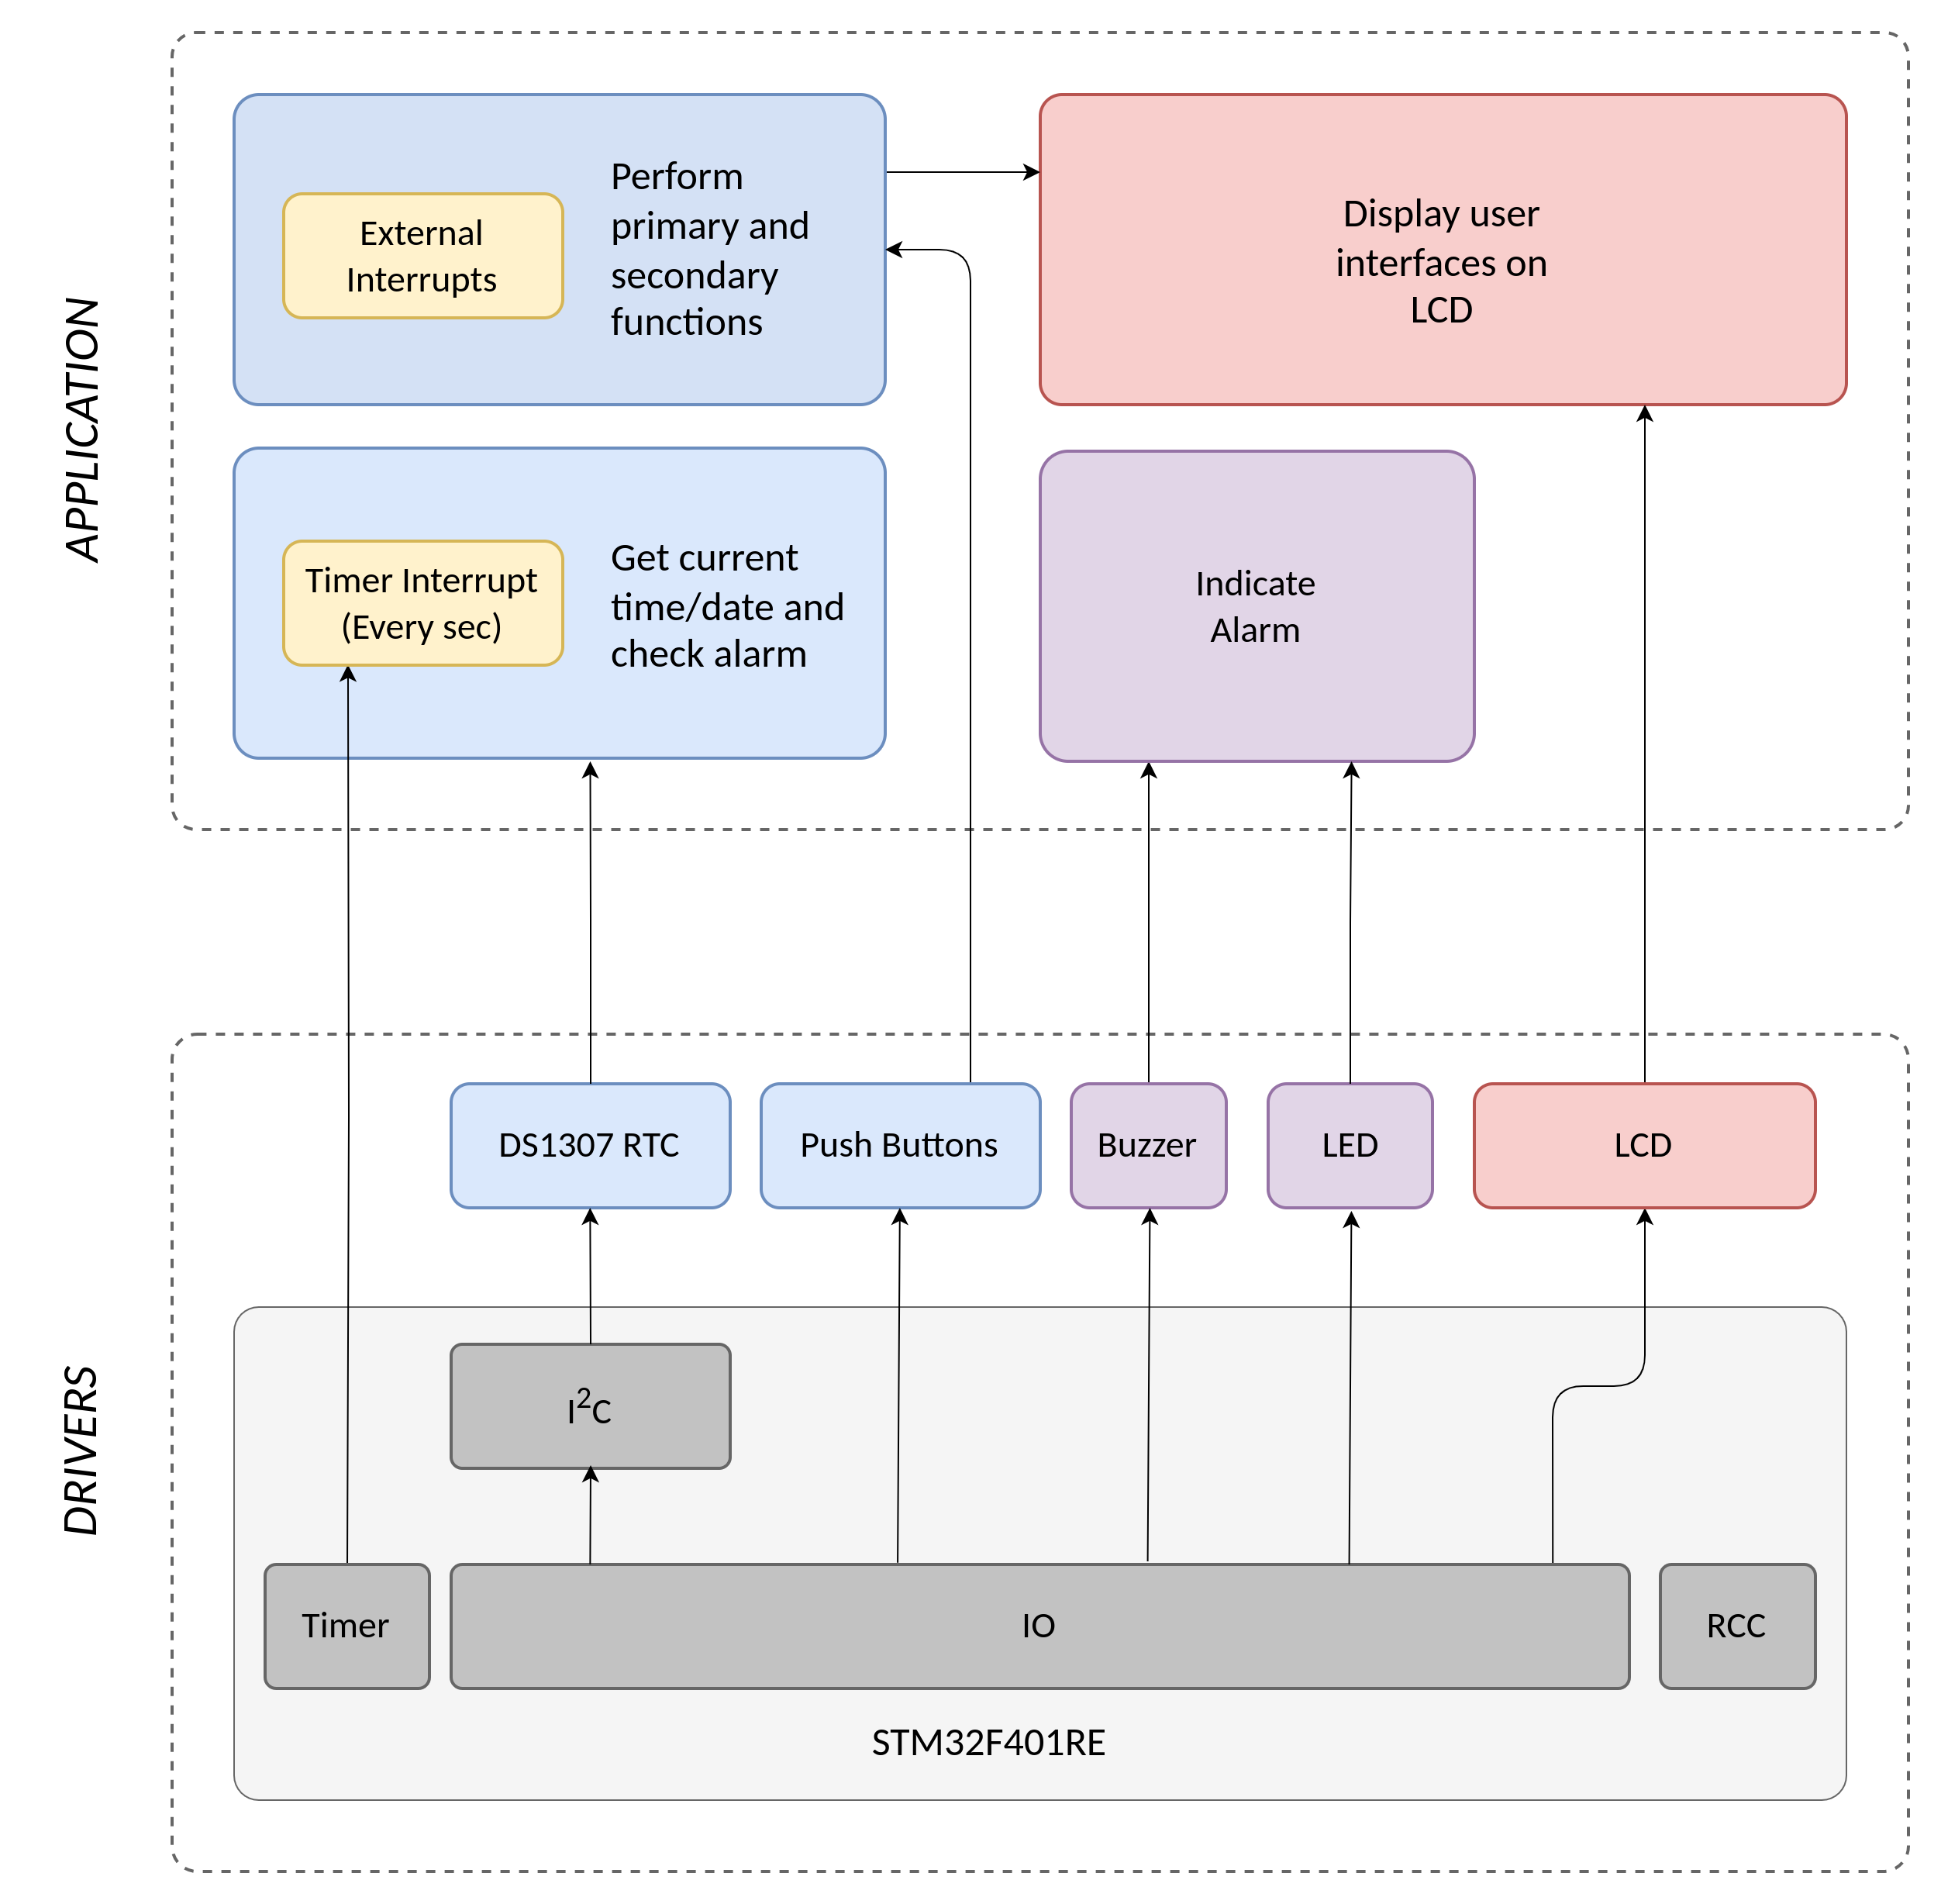 APPLICATION
External
Interrupts
Perform
primary and
secondary
functions
Display user
interfaces on
LCD
Timer Interrupt
(Every sec)
Get current
time/date and
check alarm
Indicate
Alarm
DRIVERS
DS1307 RTC
Push Buttons
Buzzer
LED
LCD
I²C
Timer
IO
RCC
STM32F401RE